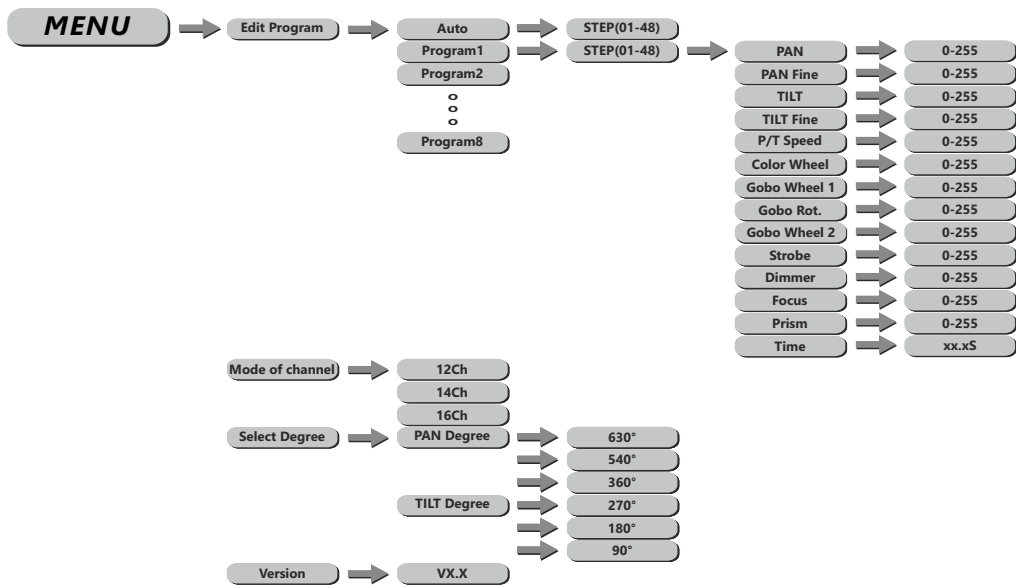 MENU Edit Program Auto STEP(01-48)
Program1 STEP(01-48) PAN 0-255
Program2 PAN Fine 0-255
TILT 0-255
TILT Fine 0-255
Program8 P/T Speed 0-255
Color Wheel 0-255
Gobo Wheel 1 0-255
Gobo Rot. 0-255
Gobo Wheel 2 0-255
Strobe 0-255
Dimmer 0-255
Focus 0-255
Prism 0-255
Time xx.xS
Mode of channel 12Ch
14Ch
16Ch
Select Degree PAN Degree 630°
540°
360°
TILT Degree 270°
180°
90°
Version VX.X